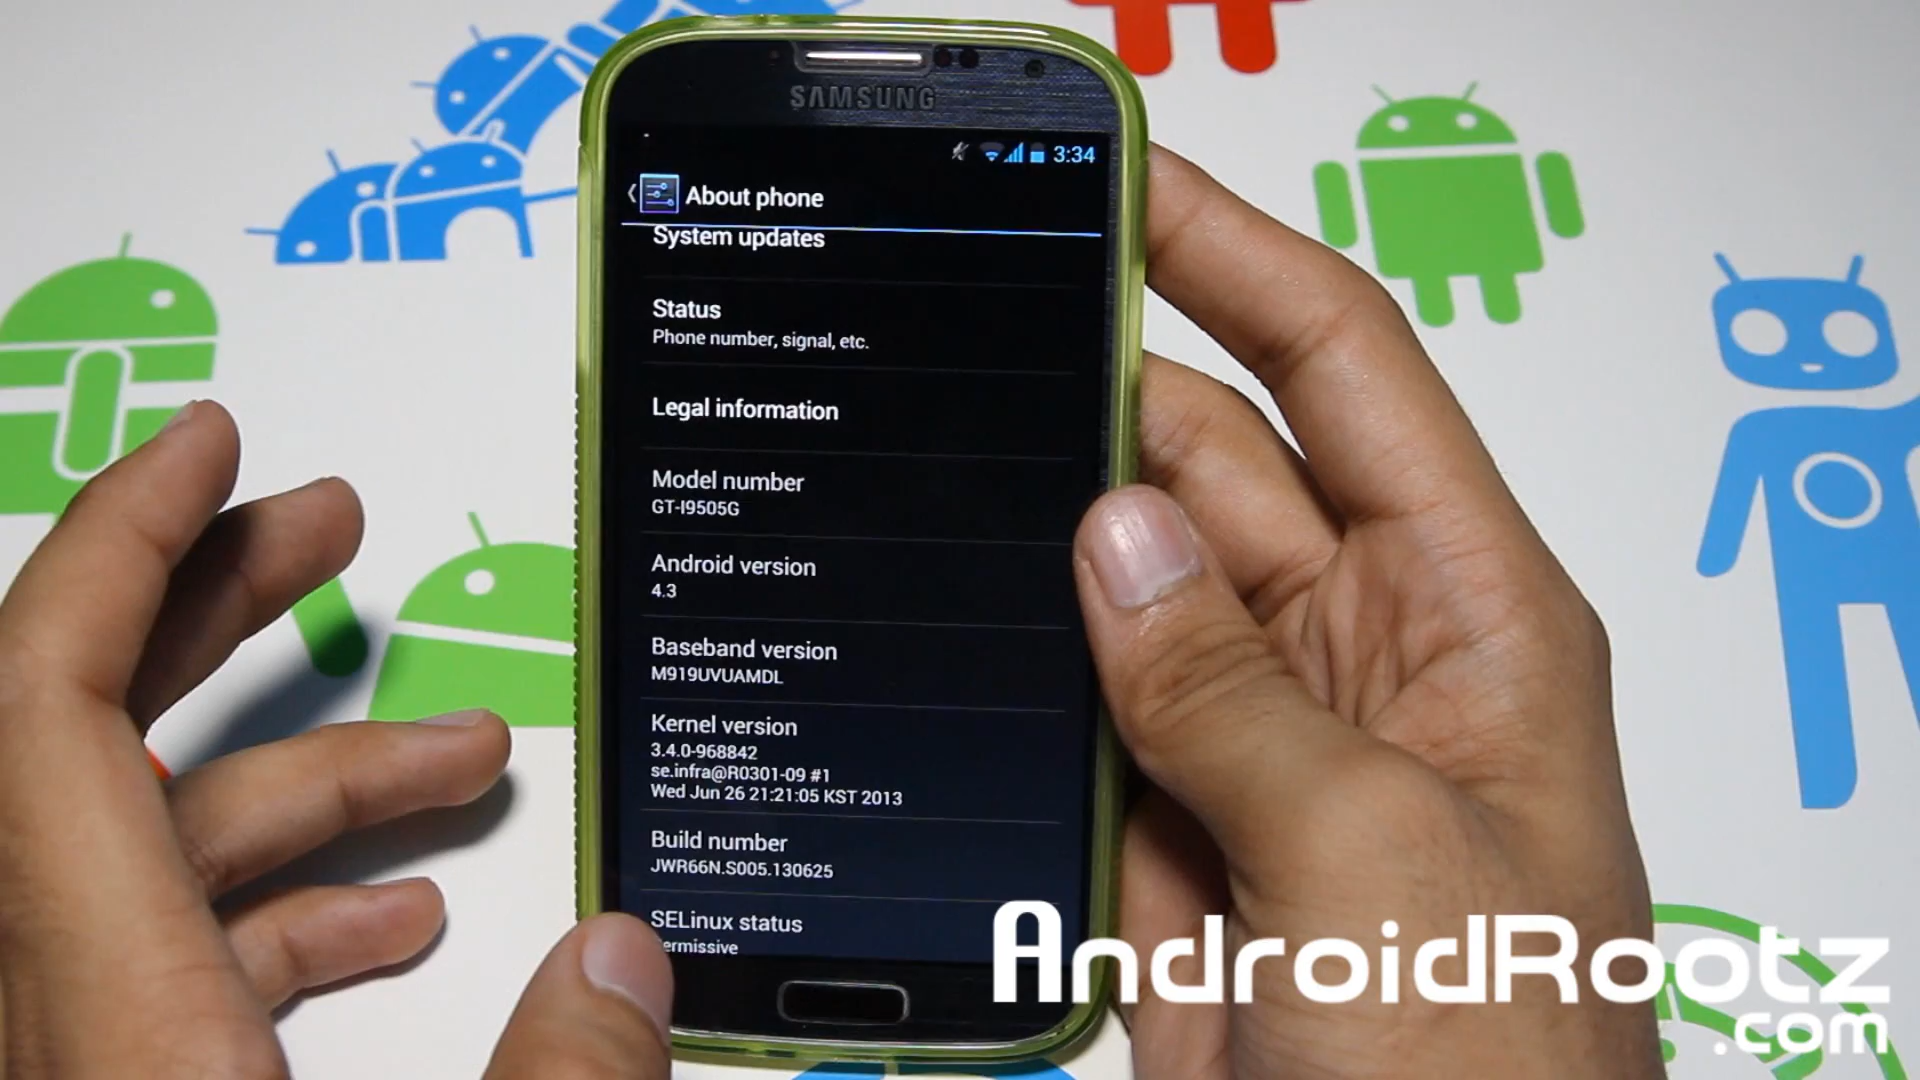 SAMSUNG
3:34
About phone
System updates
Status
Phone number, signal, etc.
Legal information
Model number
GT-I9505G
Android version
4.3
Baseband version
M919UVUAMDL
Kernel version
3.4.0-968842
se.infra@R0301-09 #1
Wed Jun 26 21:21:05 KST 2013
Build number
JWR66N.S005.130625
SELinux status
ermissive
AndroidRootz
.com